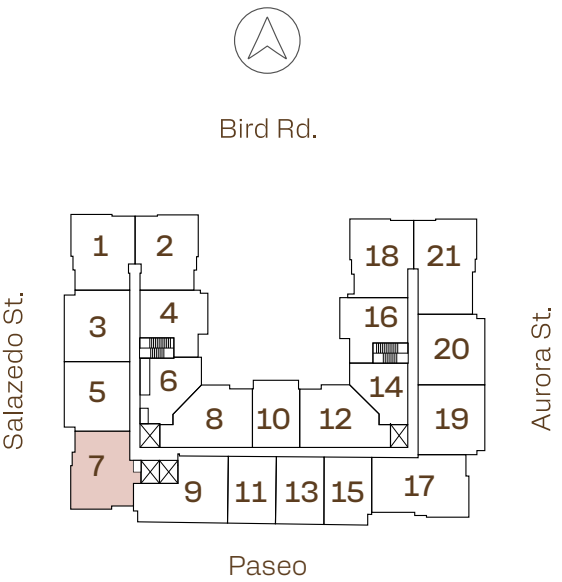 Bird Rd.
1 2 18 21
Salazedo St.
3 4 16 20
Aurora St.
5 6 14 19
8 10 12
7 9 11 13 15 17
Paseo